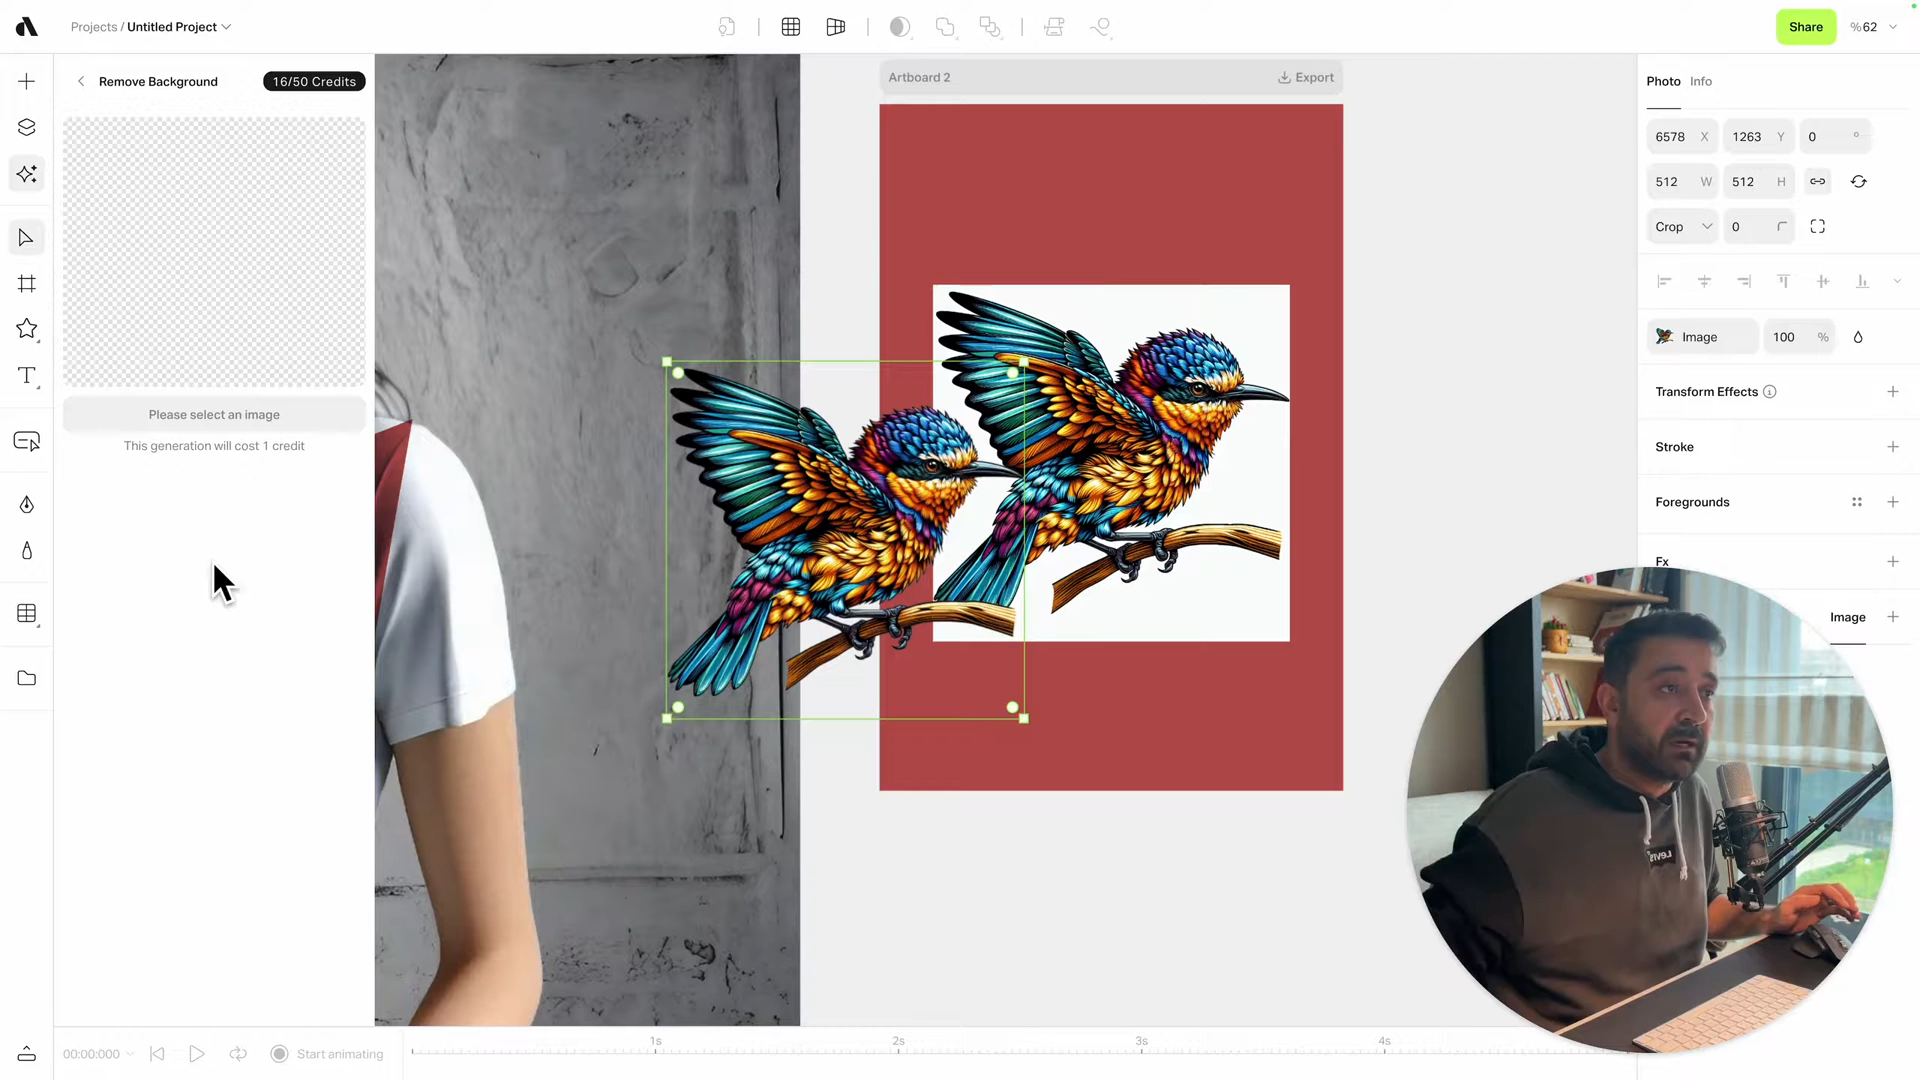 Projects / Untitled Project
Share
%62
Remove Background
16/50 Credits
Please select an image
This generation will cost 1 credit
Artboard 2
Export
Photo
Info
6578 X
1263 Y
0 °
512 W
512 H
Crop
0
Image
100 %
Transform Effects
Stroke
Foregrounds
Fx
Image
LEVI'S
00:00:000
Start animating
1s
2s
3s
4s